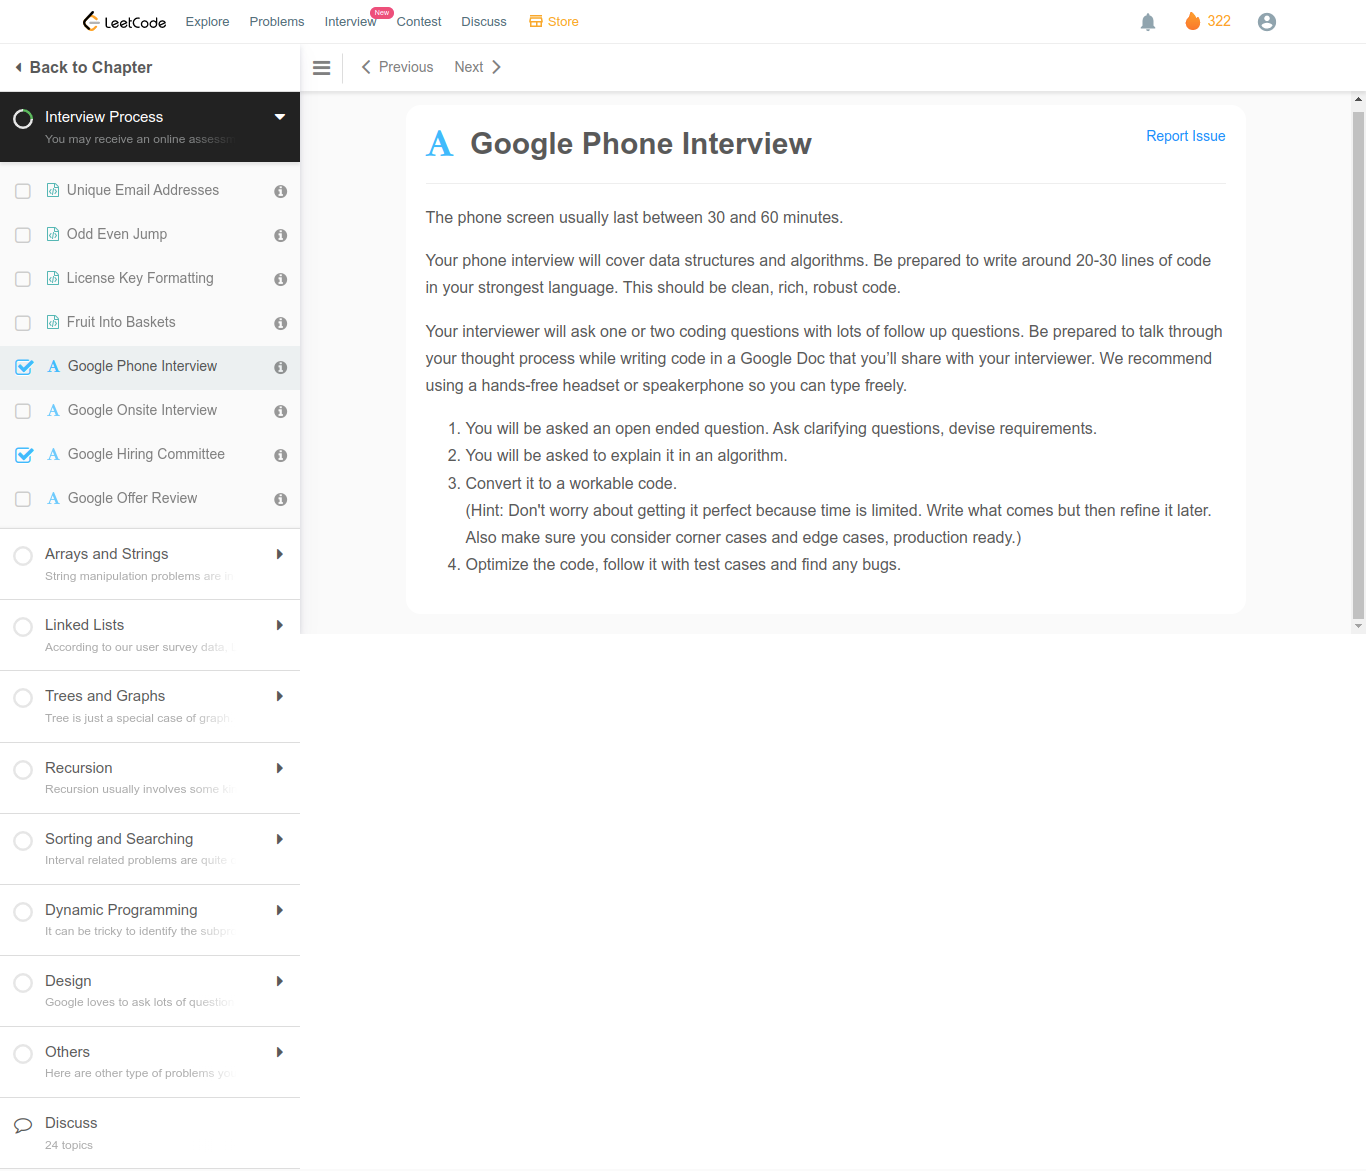 LeetCode Explore Problems Interview New Contest Discuss Store 322
Back to Chapter
Previous Next
Interview Process
You may receive an online
Google Phone Interview
Report Issue
Unique Email Addresses
Odd Even Jump
License Key Formatting
Fruit Into Baskets
Google Phone Interview
Google Onsite Interview
Google Hiring Committee
Google Offer Review
The phone screen usually last between 30 and 60 minutes.
Your phone interview will cover data structures and algorithms. Be prepared to write around 20-30 lines of code
in your strongest language. This should be clean, rich, robust code.
Your interviewer will ask one or two coding questions with lots of follow up questions. Be prepared to talk through
your thought process while writing code in a Google Doc that you’ll share with your interviewer. We recommend
using a hands-free headset or speakerphone so you can type freely.
1. You will be asked an open ended question. Ask clarifying questions, devise requirements.
2. You will be asked to explain it in an algorithm.
3. Convert it to a workable code.
(Hint: Don't worry about getting it perfect because time is limited. Write what comes but then refine it later.
Also make sure you consider corner cases and edge cases, production ready.)
4. Optimize the code, follow it with test cases and find any bugs.
Arrays and Strings
String manipulation problems are
Linked Lists
According to our user survey data,
Trees and Graphs
Tree is just a special case of graph
Recursion
Recursion usually involves some
Sorting and Searching
Interval related problems are quite
Dynamic Programming
It can be tricky to identify the
Design
Google loves to ask lots of question
Others
Here are other type of problems
Discuss
24 topics